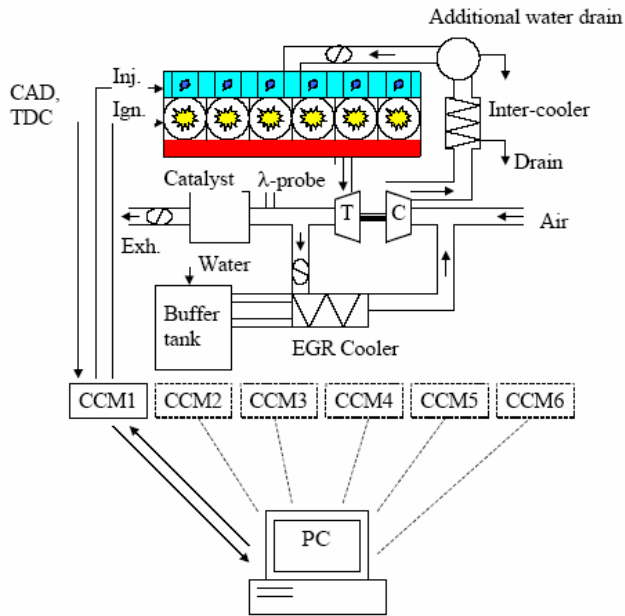 Additional water drain
Inj.
CAD,
TDC
Ign.
Inter-cooler
Drain
Catalyst
λ-probe
T
C
Air
Exh.
Water
Buffer
tank
EGR Cooler
CCM1
CCM2
CCM3
CCM4
CCM5
CCM6
PC